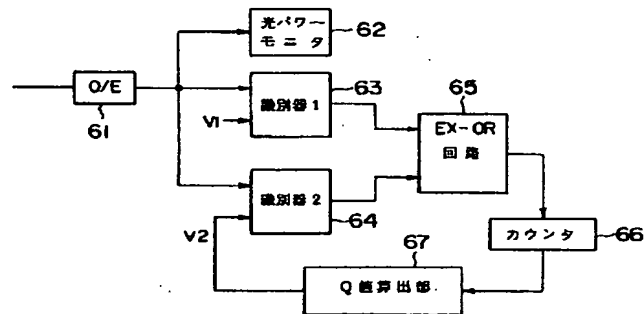 光パワー
モニタ
62
O/E
61
63
識別器1
V1
65
EX-OR
回路
識別器2
64
V2
カウンタ
66
67
Q値算出部